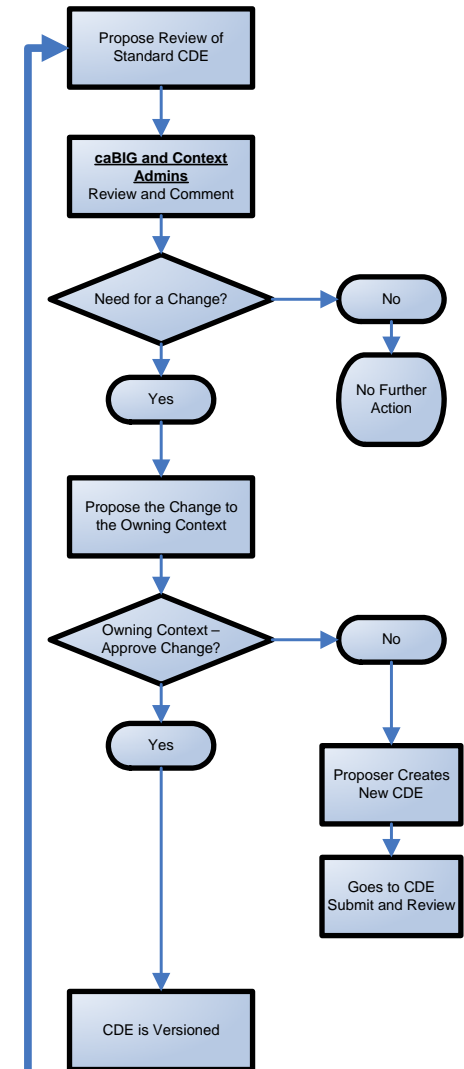 Propose Review of
Standard CDE
caBIG and Context
Admins
Review and Comment
Need for a Change?
No
No Further
Action
Yes
Propose the Change to
the Owning Context
Owning Context –
Approve Change?
No
Yes
Proposer Creates
New CDE
Goes to CDE
Submit and Review
CDE is Versioned